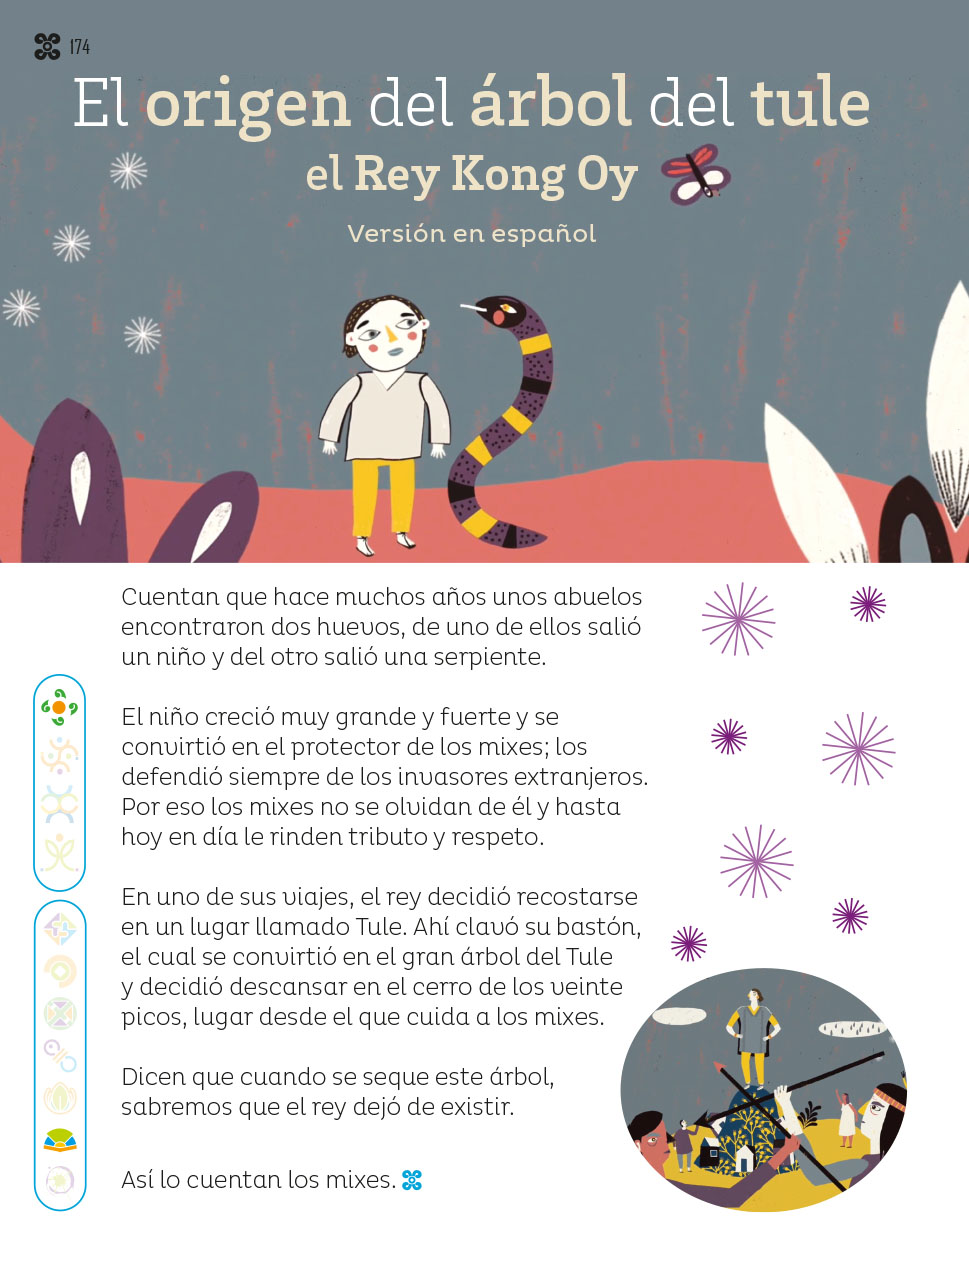 174
El origen del árbol del tule
el Rey Kong Oy
Versión en español
Cuentan que hace muchos años unos abuelos
encontraron dos huevos, de uno de ellos salió
un niño y del otro salió una serpiente.
El niño creció muy grande y fuerte y se
convirtió en el protector de los mixes; los
defendió siempre de los invasores extranjeros.
Por eso los mixes no se olvidan de él y hasta
hoy en día le rinden tributo y respeto.
En uno de sus viajes, el rey decidió recostarse
en un lugar llamado Tule. Ahí clavó su bastón,
el cual se convirtió en el gran árbol del Tule
y decidió descansar en el cerro de los veinte
picos, lugar desde el que cuida a los mixes.
Dicen que cuando se seque este árbol,
sabremos que el rey dejó de existir.
Así lo cuentan los mixes.